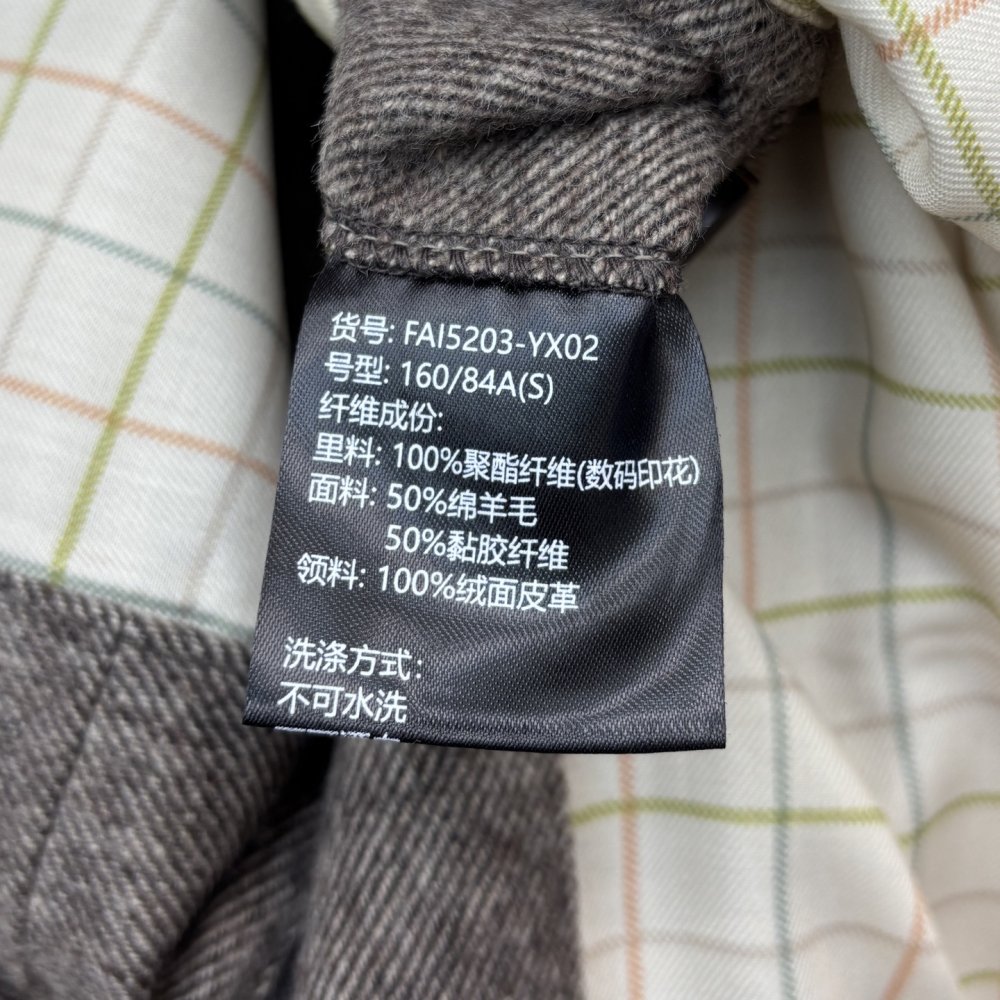 货号: FAI5203-YX02
号型: 160/84A(S)
纤维成份:
里料: 100%聚酯纤维(数码印花)
面料: 50%绵羊毛
50%黏胶纤维
领料: 100%绒面皮革
洗涤方式:
不可水洗